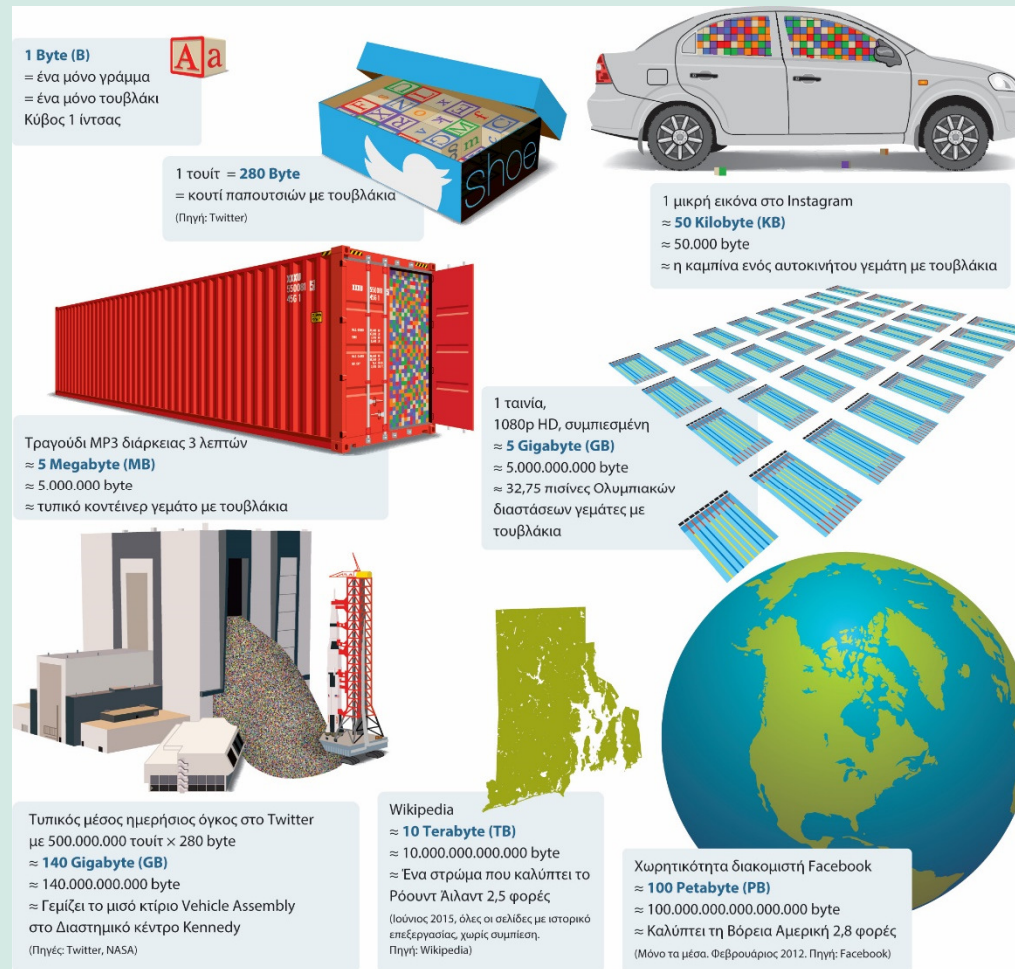 1 Byte (B)
= ένα μόνο γράμμα
= ένα μόνο τουβλάκι
Κύβος 1 ίντσας
A a
shoe
1 τουίτ = 280 Byte
= κουτί παπουτσιών με τουβλάκια
(Πηγή: Twitter)
1 μικρή εικόνα στο Instagram
≈ 50 Kilobyte (KB)
≈ 50.000 byte
≈ η καμπίνα ενός αυτοκινήτου γεμάτη με τουβλάκια
Τραγούδι MP3 διάρκειας 3 λεπτών
≈ 5 Megabyte (MB)
≈ 5.000.000 byte
≈ τυπικό κοντέινερ γεμάτο με τουβλάκια
1 ταινία,
1080p HD, συμπιεσμένη
≈ 5 Gigabyte (GB)
≈ 5.000.000.000 byte
≈ 32,75 πισίνες Ολυμπιακών
διαστάσεων γεμάτες με
τουβλάκια
Τυπικός μέσος ημερήσιος όγκος στο Twitter
με 500.000.000 τουίτ × 280 byte
≈ 140 Gigabyte (GB)
≈ 140.000.000.000 byte
≈ Γεμίζει το μισό κτίριο Vehicle Assembly
στο Διαστημικό κέντρο Kennedy
(Πηγές: Twitter, NASA)
Wikipedia
≈ 10 Terabyte (TB)
≈ 10.000.000.000.000 byte
≈ Ένα στρώμα που καλύπτει το
Ρόουντ Άιλαντ 2,5 φορές
(Ιούνιος 2015, όλες οι σελίδες με ιστορικό
επεξεργασίας, χωρίς συμπίεση.
Πηγή: Wikipedia)
Χωρητικότητα διακομιστή Facebook
≈ 100 Petabyte (PB)
≈ 100.000.000.000.000.000 byte
≈ Καλύπτει τη Βόρεια Αμερική 2,8 φορές
(Μόνο τα μέσα. Φεβρουάριος 2012. Πηγή: Facebook)